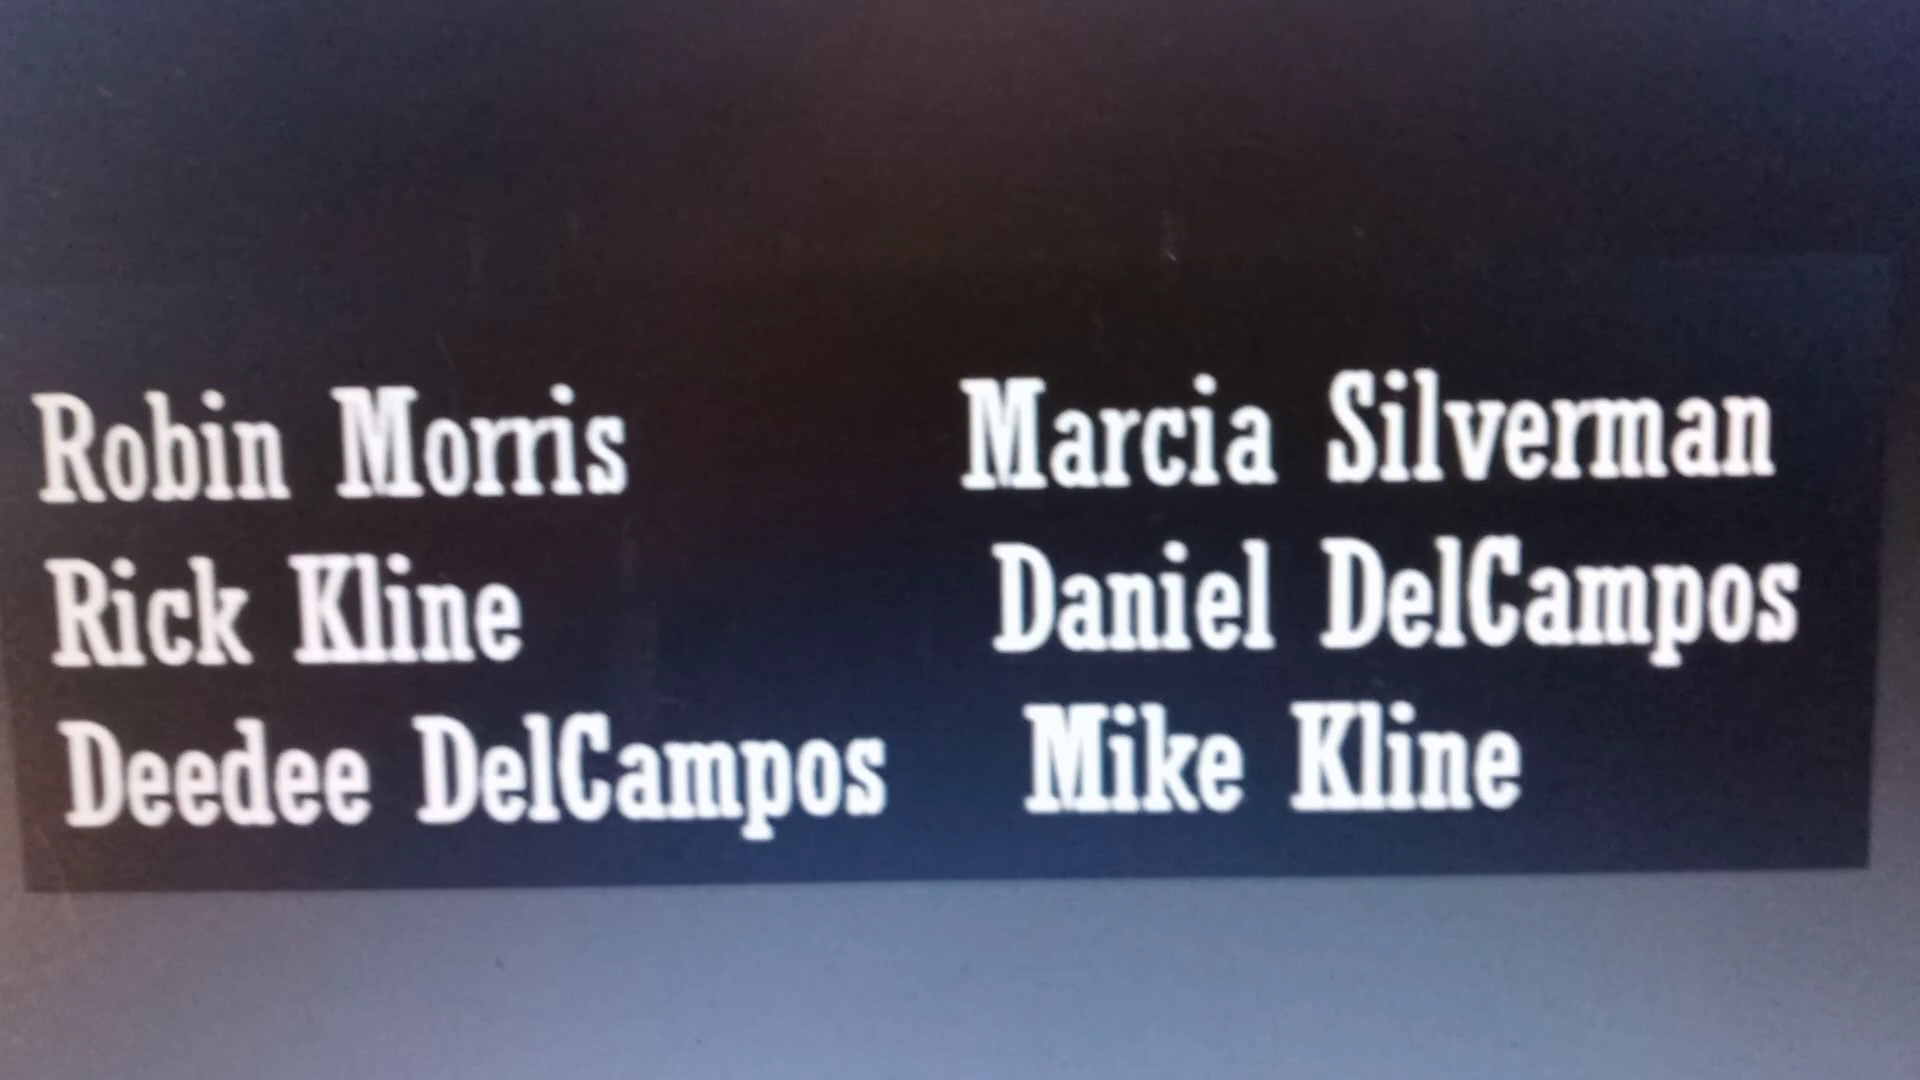 Robin Morris Marcia Silverman
Rick Kline Daniel DelCampos
Deedee DelCampos Mike Kline